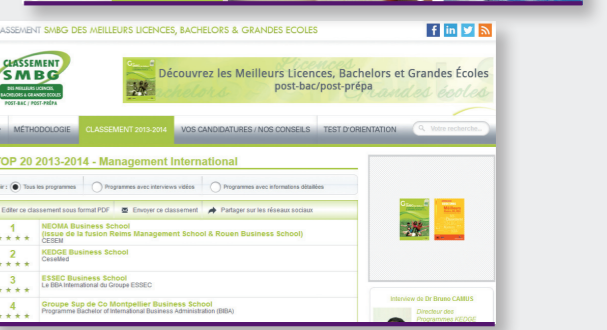 CLASSEMENT SMBG DES MEILLEURS LICENCES, BACHELORS & GRANDES ECOLES
CLASSEMENT
SMBG
DES MEILLEURS LICENCES,
BACHELORS & GRANDES ECOLES
POST-BAC / POST-PRÉPA
Découvrez les Meilleurs Licences, Bachelors et Grandes Écoles
post-bac/post-prépa
MÉTHODOLOGIE CLASSEMENT 2013-2014 VOS CANDIDATURES / NOS CONSEILS TEST D'ORIENTATION Votre recherche...
TOP 20 2013-2014 - Management International
Tous les programmes Programmes avec interviews vidéos Programmes avec informations détaillées
Editer ce classement sous format PDF Envoyer ce classement Partager sur les réseaux sociaux
1 NEOMA Business School
(issue de la fusion Reims Management School & Rouen Business School)
CESEM
2 KEDGE Business School
CeseMed
3 ESSEC Business School
Le BBA International du Groupe ESSEC
4 Groupe Sup de Co Montpellier Business School
Programme Bachelor of International Business Administration (BIBA)
Interview de Dr Bruno CAMUS
Directeur des
Programmes KEDGE